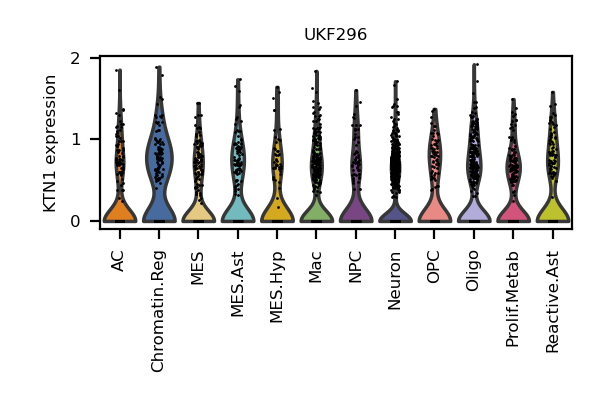 UKF296
KTN1 expression
2
1
0
AC
Chromatin.Reg
MES
MES.Ast
MES.Hyp
Mac
NPC
Neuron
OPC
Oligo
Prolif.Metab
Reactive.Ast